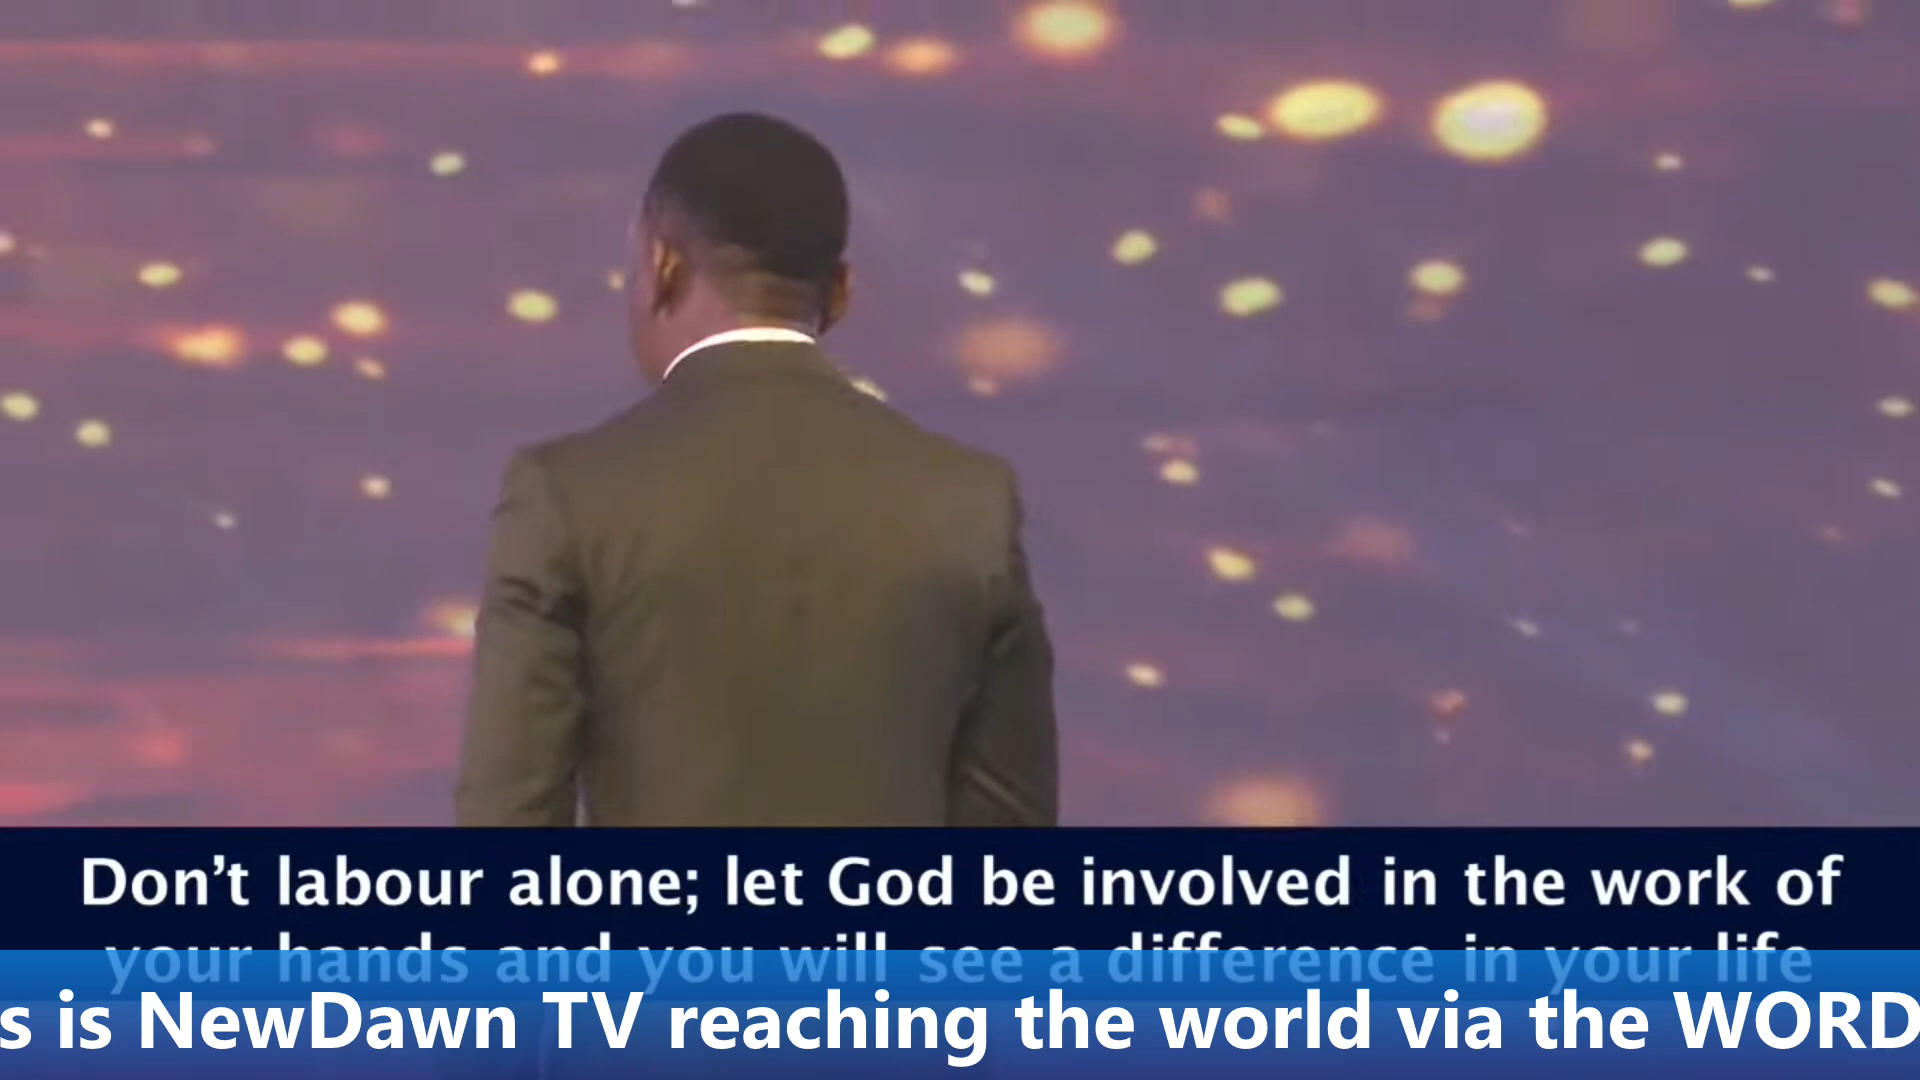 Don't labour alone; let God be involved in the work of
your hands and you will see a difference in your life
s is NewDawn TV reaching the world via the WORD